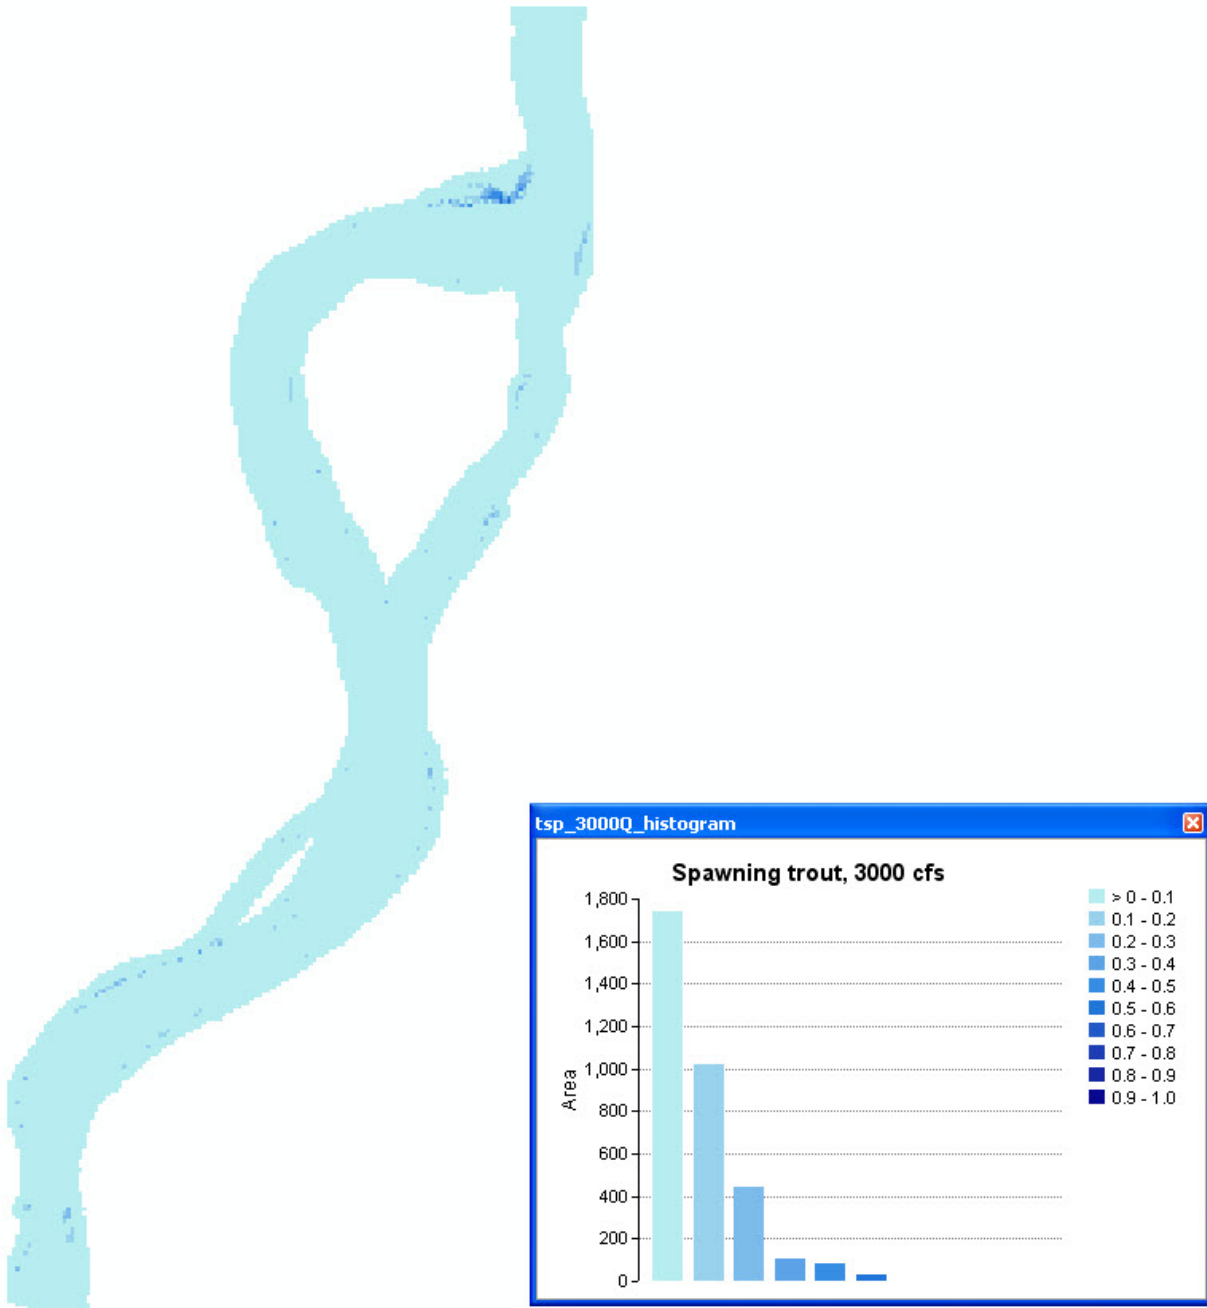 tsp_3000Q_histogram
Spawning trout, 3000 cfs
1,800
1,600
1,400
1,200
1,000
800
600
400
200
0
Area
> 0 - 0.1
0.1 - 0.2
0.2 - 0.3
0.3 - 0.4
0.4 - 0.5
0.5 - 0.6
0.6 - 0.7
0.7 - 0.8
0.8 - 0.9
0.9 - 1.0